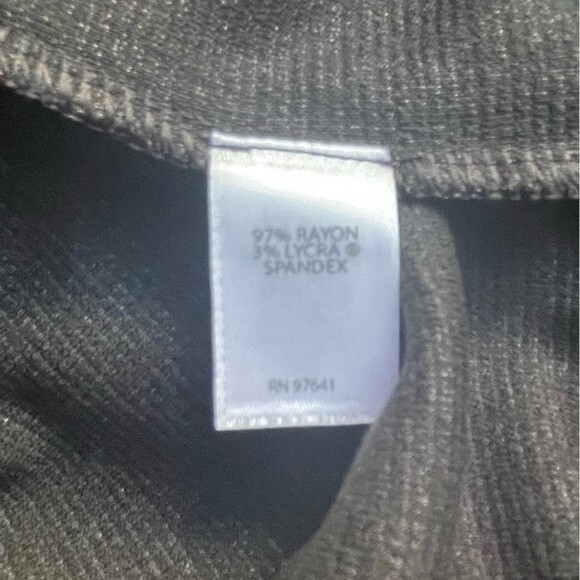 97% RAYON
3% LYCRA ®
SPANDEX
RN 97641